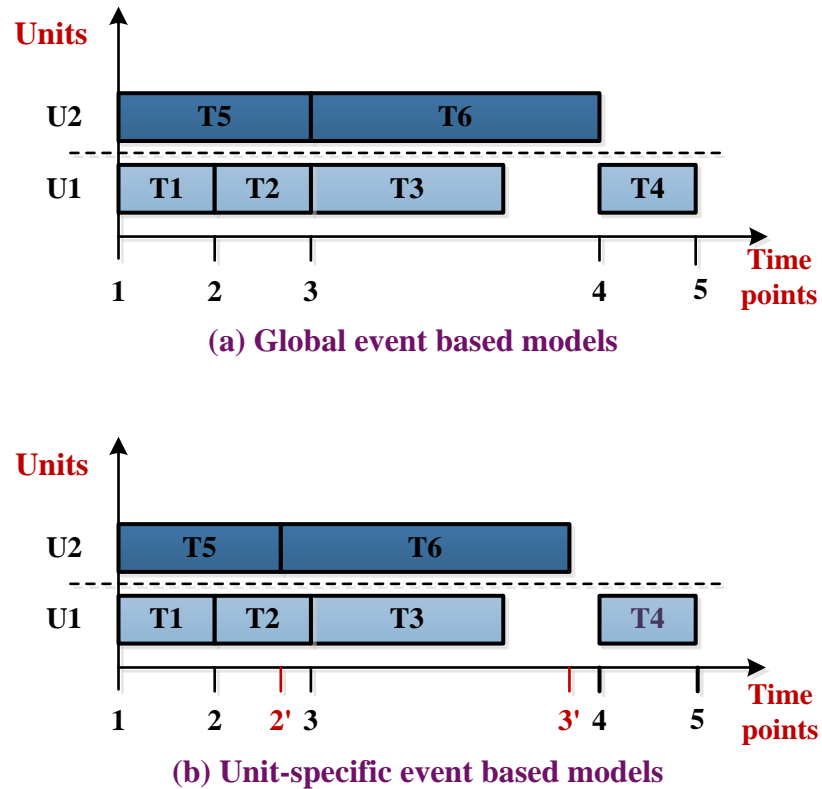 Units
U2 T5 T6
U1 T1 T2 T3 T4
1 2 3 4 5
Time
points
(a) Global event based models
Units
U2 T5 T6
U1 T1 T2 T3 T4
1 2 2' 3 3' 4 5
Time
points
(b) Unit-specific event based models